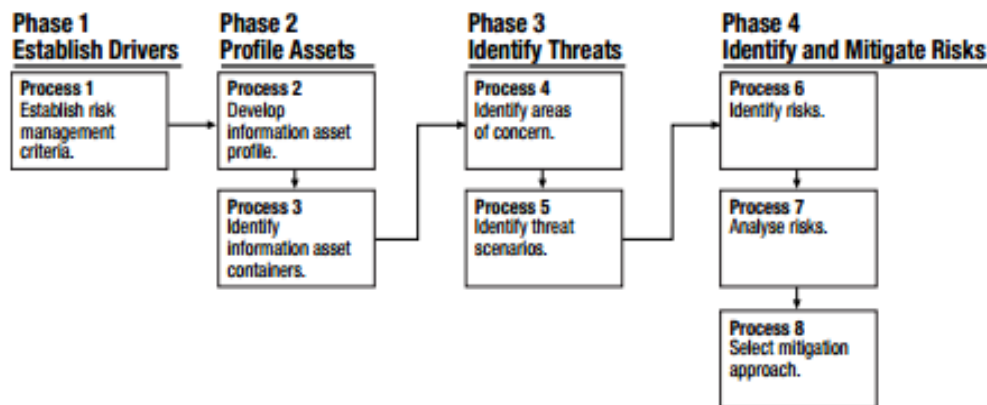 Phase 1
Establish Drivers
Process 1
Establish risk
management
criteria.
Phase 2
Profile Assets
Process 2
Develop
information asset
profile.
Process 3
Identify
information asset
containers.
Phase 3
Identify Threats
Process 4
Identify areas
of concern.
Process 5
Identify threat
scenarios.
Phase 4
Identify and Mitigate Risks
Process 6
Identify risks.
Process 7
Analyse risks.
Process 8
Select mitigation
approach.